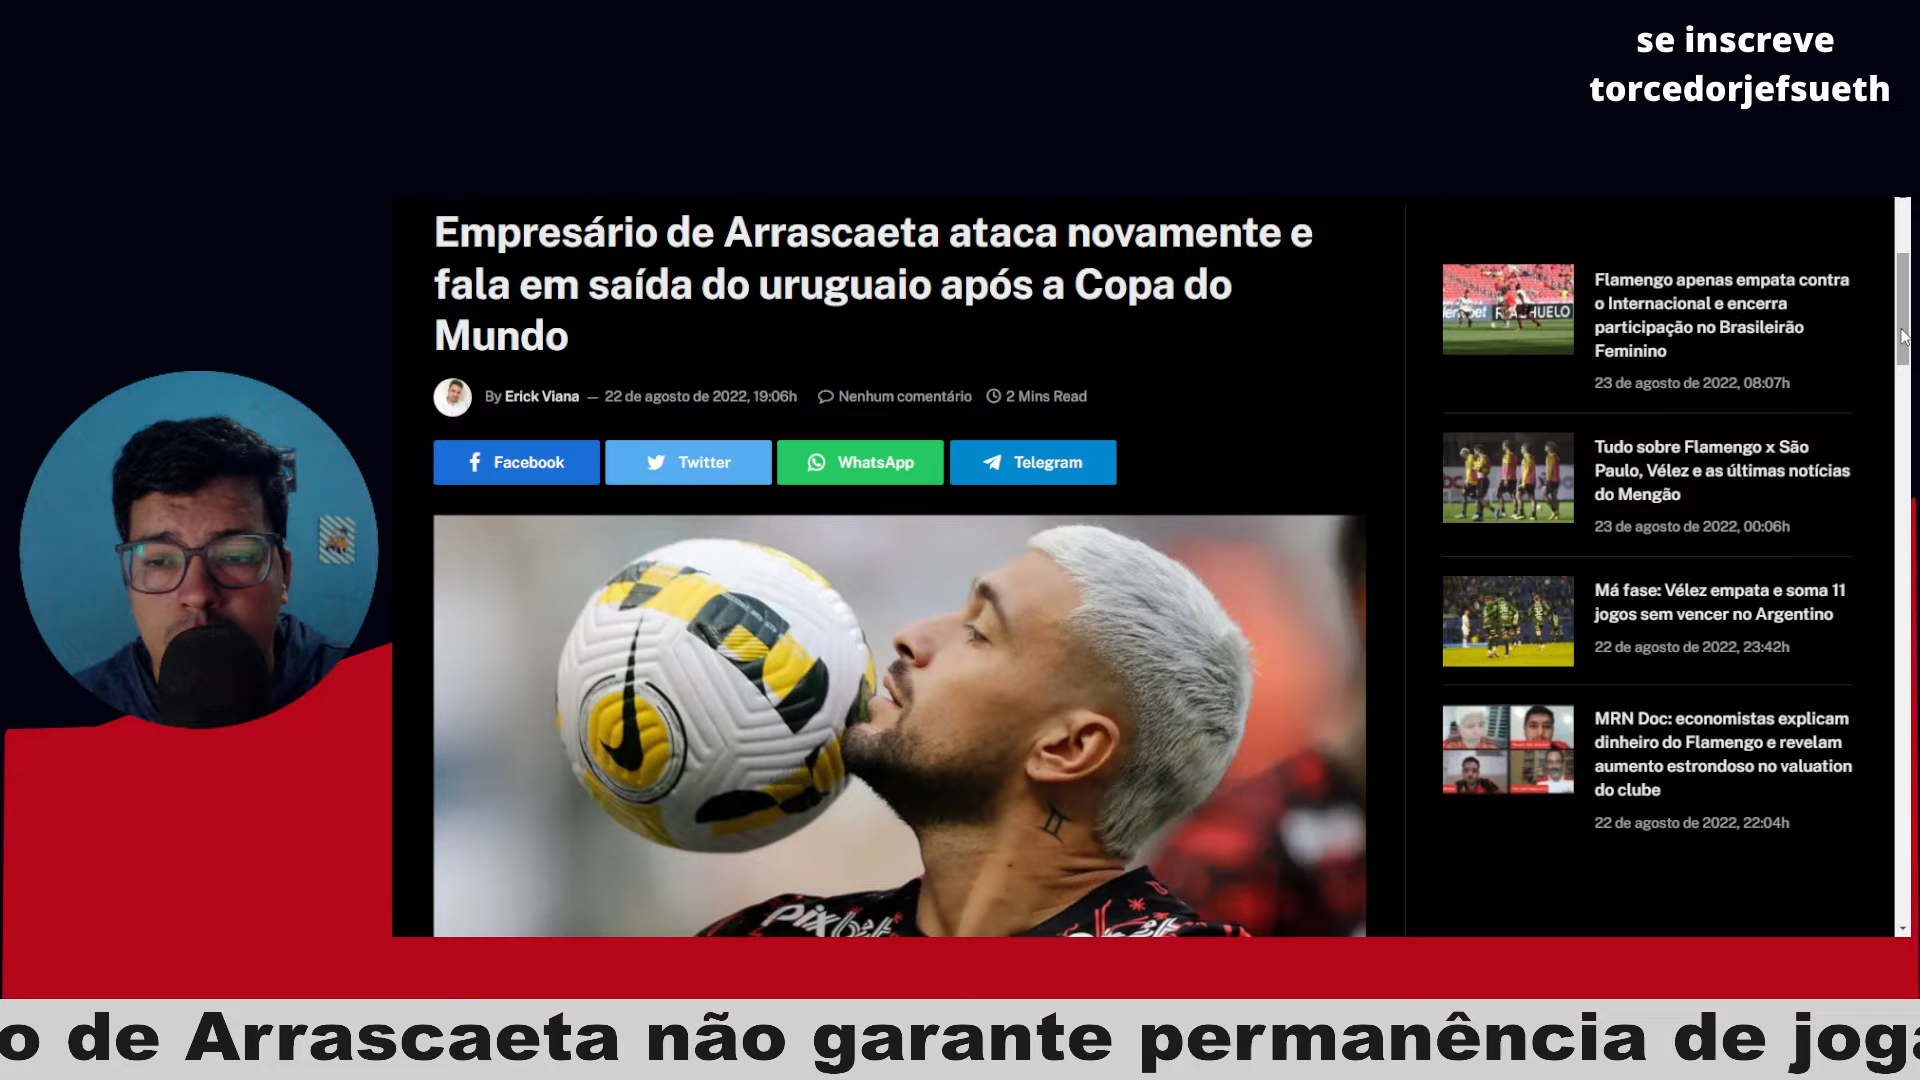 se inscreve
torcedorjefsueth
Empresário de Arrascaeta ataca novamente e
fala em saída do uruguaio após a Copa do
Mundo
By Erick Viana — 22 de agosto de 2022, 19:06h Nenhum comentário 2 Mins Read
Facebook Twitter WhatsApp Telegram
pixbet
Flamengo apenas empata contra
o Internacional e encerra
participação no Brasileirão
Feminino
23 de agosto de 2022, 08:07h
Tudo sobre Flamengo x São
Paulo, Vélez e as últimas notícias
do Mengão
23 de agosto de 2022, 00:06h
Má fase: Vélez empata e soma 11
jogos sem vencer no Argentino
22 de agosto de 2022, 23:42h
MRN Doc: economistas explicam
dinheiro do Flamengo e revelam
aumento estrondoso no valuation
do clube
22 de agosto de 2022, 22:04h
o de Arrascaeta não garante permanência de joga